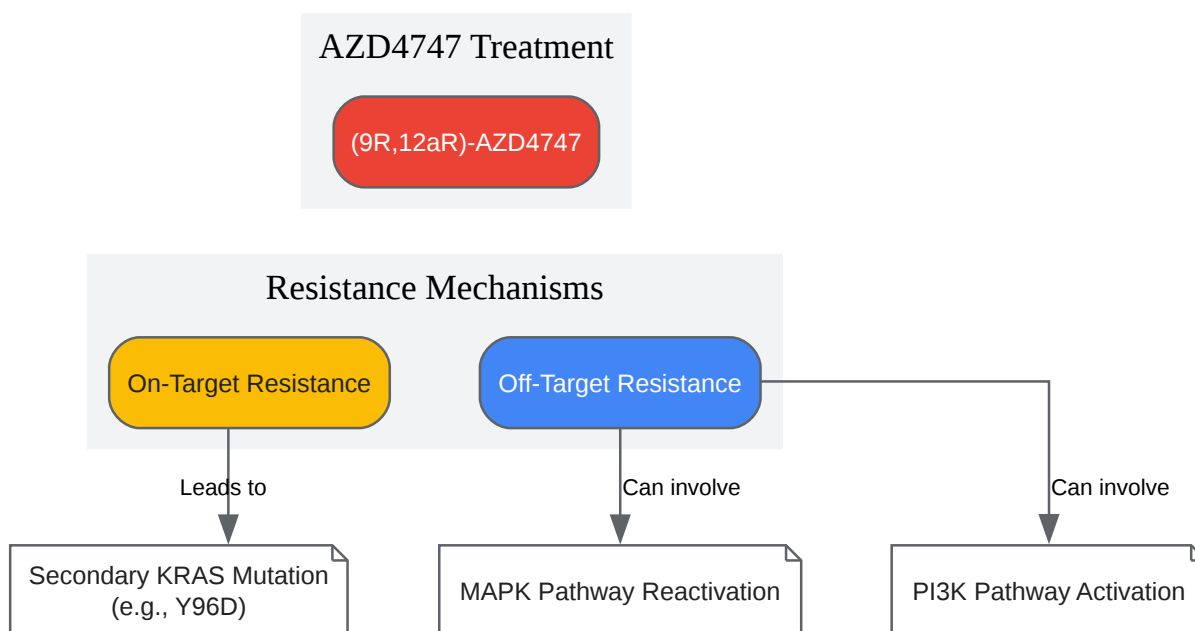 AZD4747 Treatment
(9R,12aR)-AZD4747
Resistance Mechanisms
On-Target Resistance
Off-Target Resistance
Leads to
Can involve
Can involve
Secondary KRAS Mutation
(e.g., Y96D)
MAPK Pathway Reactivation
PI3K Pathway Activation